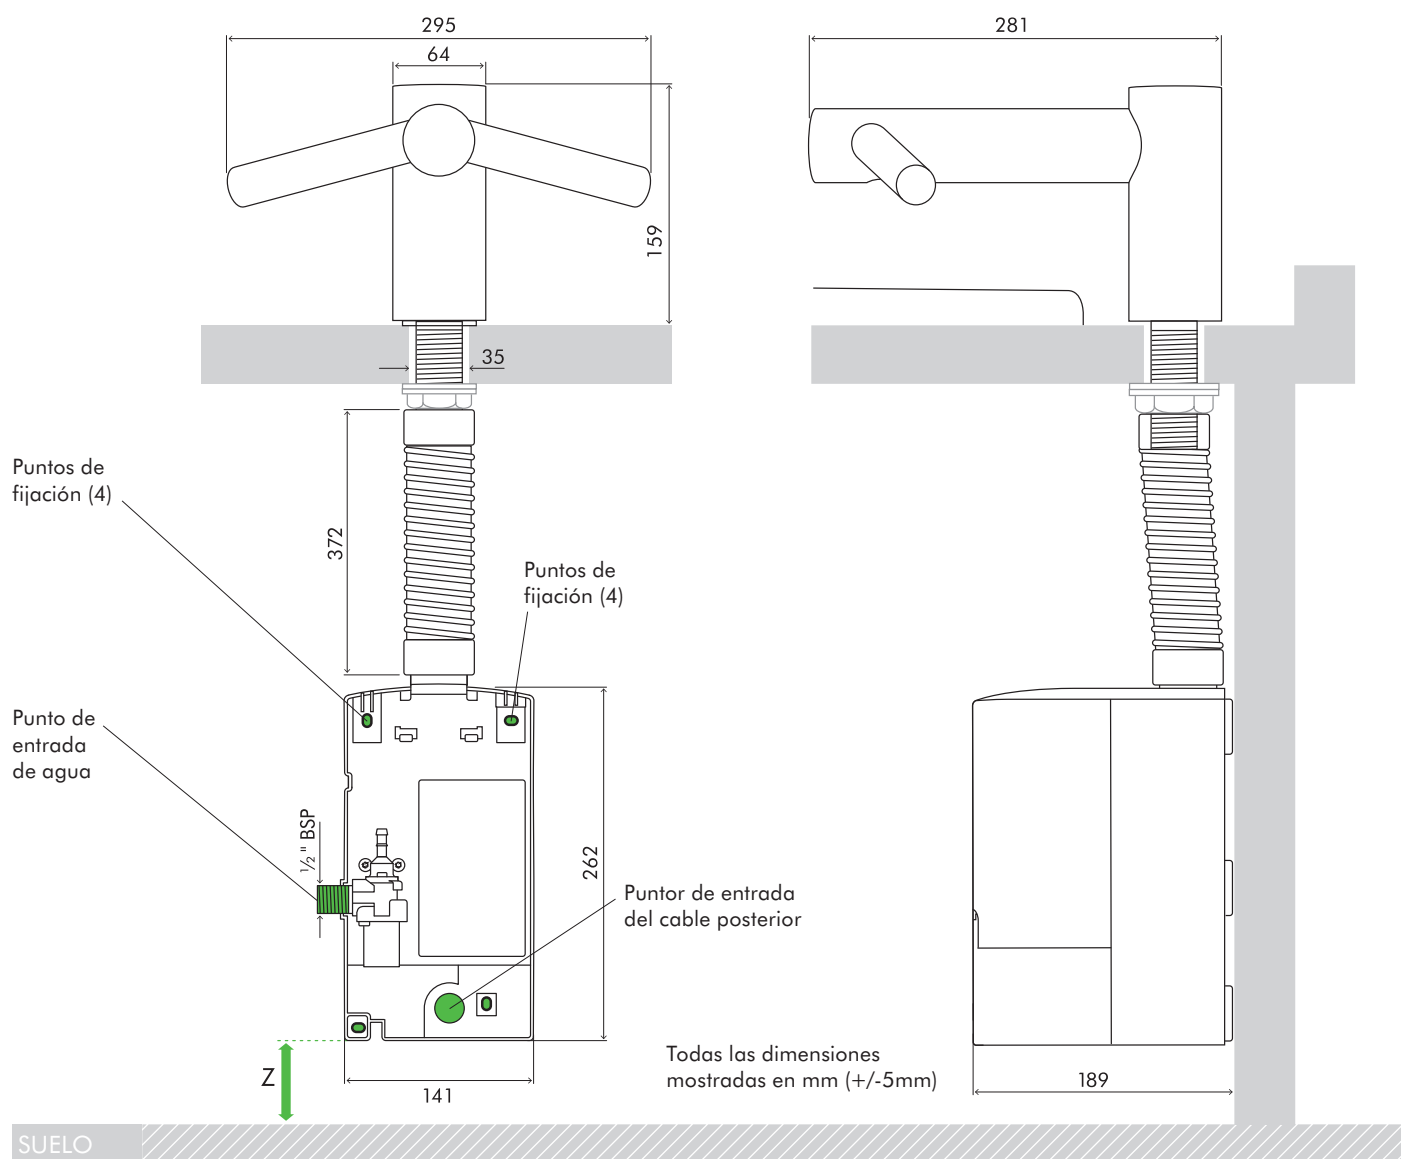 295
281
64
159
35
Puntos de
fijación (4)
372
Puntos de
fijación (4)
Punto de
entrada
de agua
½" BSP
262
Puntor de entrada
del cable posterior
Todas las dimensiones
mostradas en mm (+/-5mm)
Z
141
189
SUELO